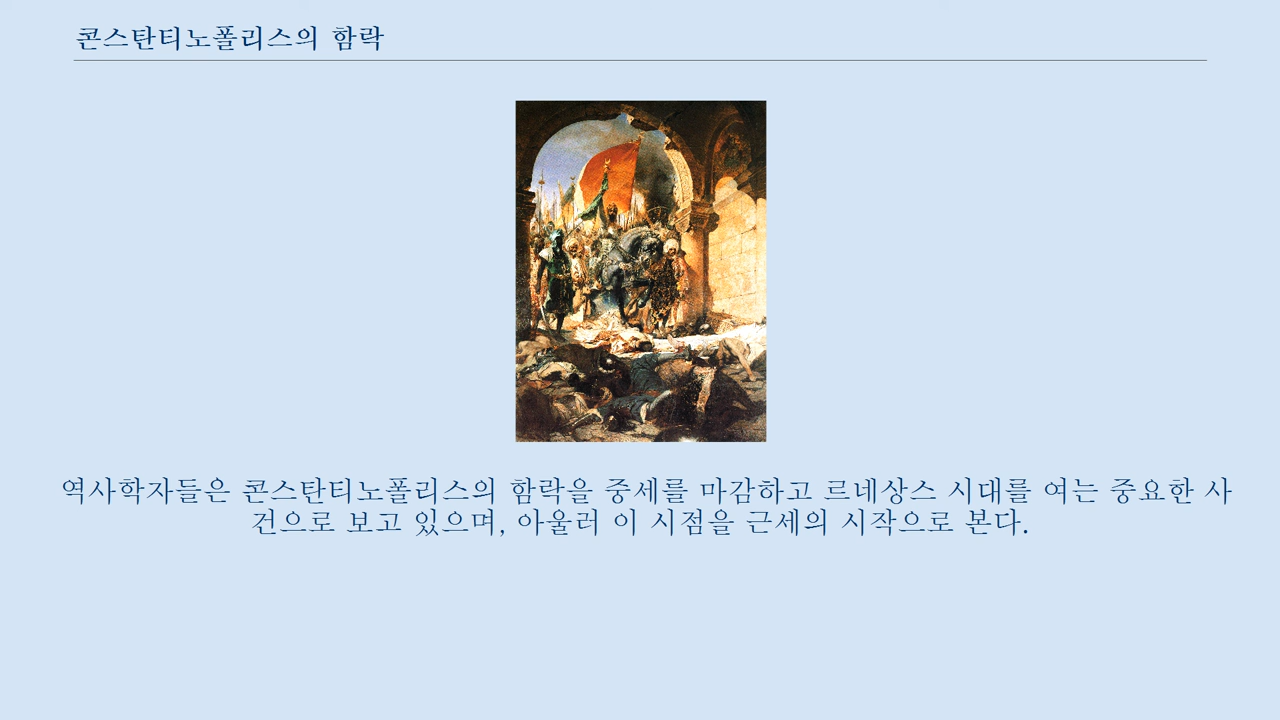 콘스탄티노폴리스의 함락
역사학자들은 콘스탄티노폴리스의 함락을 중세를 마감하고 르네상스 시대를 여는 중요한 사
건으로 보고 있으며, 아울러 이 시점을 근세의 시작으로 본다.